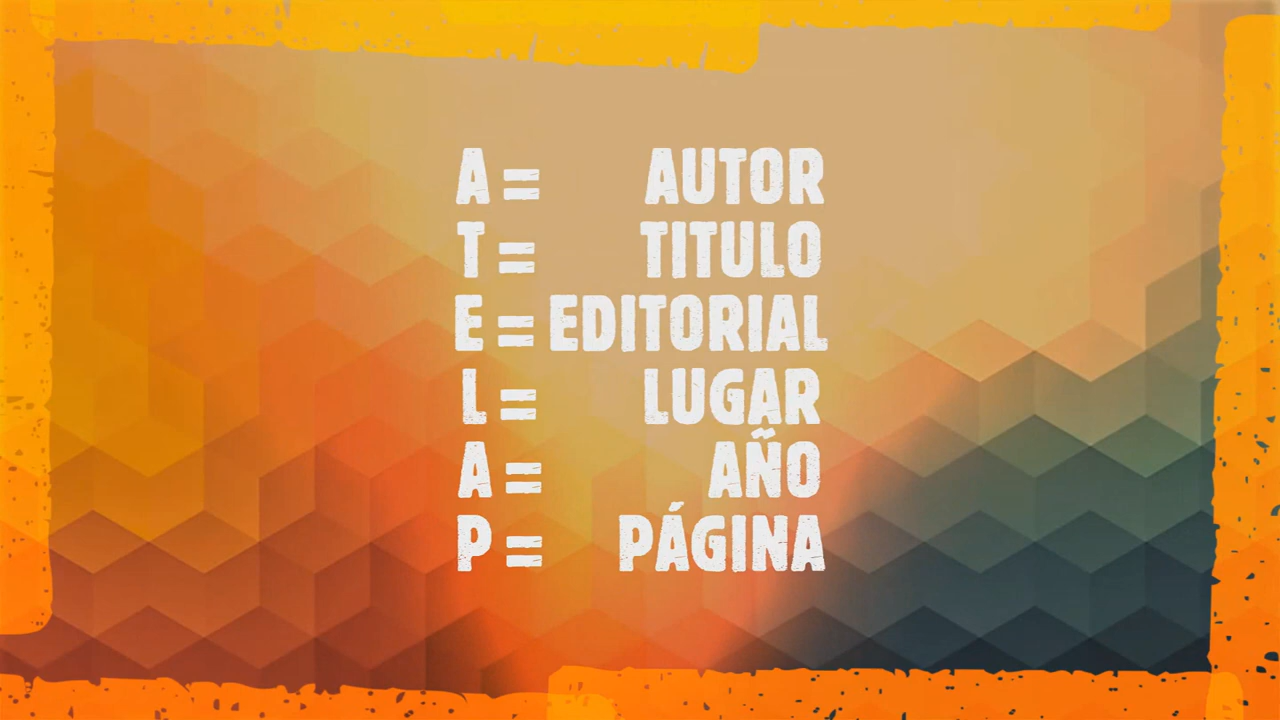 A = AUTOR
T = TITULO
E = EDITORIAL
L = LUGAR
A = AÑO
P = PÁGINA